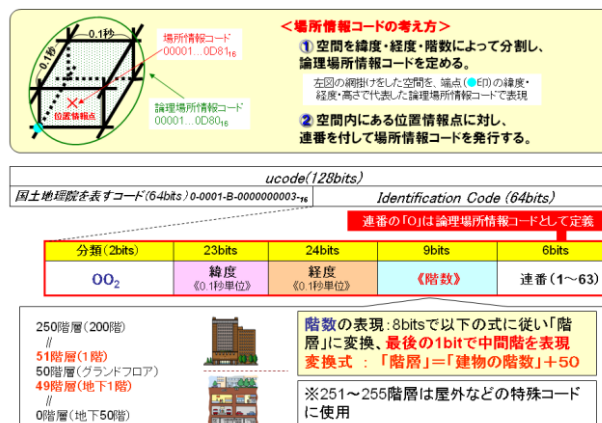 <場所情報コードの考え方>
① 空間を緯度・経度・階数によって分割し、
論理場所情報コードを定める。
左図の網掛けをした空間を、端点(●印)の緯度・
経度・高さで代表した論理場所情報コードで表現
② 空間内にある位置情報点に対し、
連番を付して場所情報コードを発行する。
0.1秒
0.1秒
場所情報コード
00001…0D81₁₆
位置情報点
論理場所情報コード
00001…0D80₁₆
ucode(128bits)
国土地理院を表すコード(64bits) 0-0001-B-0000000003-₁₆
Identification Code (64bits)
連番の「0」は論理場所情報コードとして定義
分類(2bits) 23bits 24bits 9bits 6bits
00₂ 緯度 経度 《階数》 連番(1~63)
《0.1秒単位》 《0.1秒単位》
250階層(200階)
〃
51階層(1階)
50階層(グランドフロア)
49階層(地下1階)
〃
0階層(地下50階)
階数の表現:8bitsで以下の式に従い「階
層」に変換、最後の1bitで中間階を表現
変換式 : 「階層」=「建物の階数」+50
※251~255階層は屋外などの特殊コード
に使用